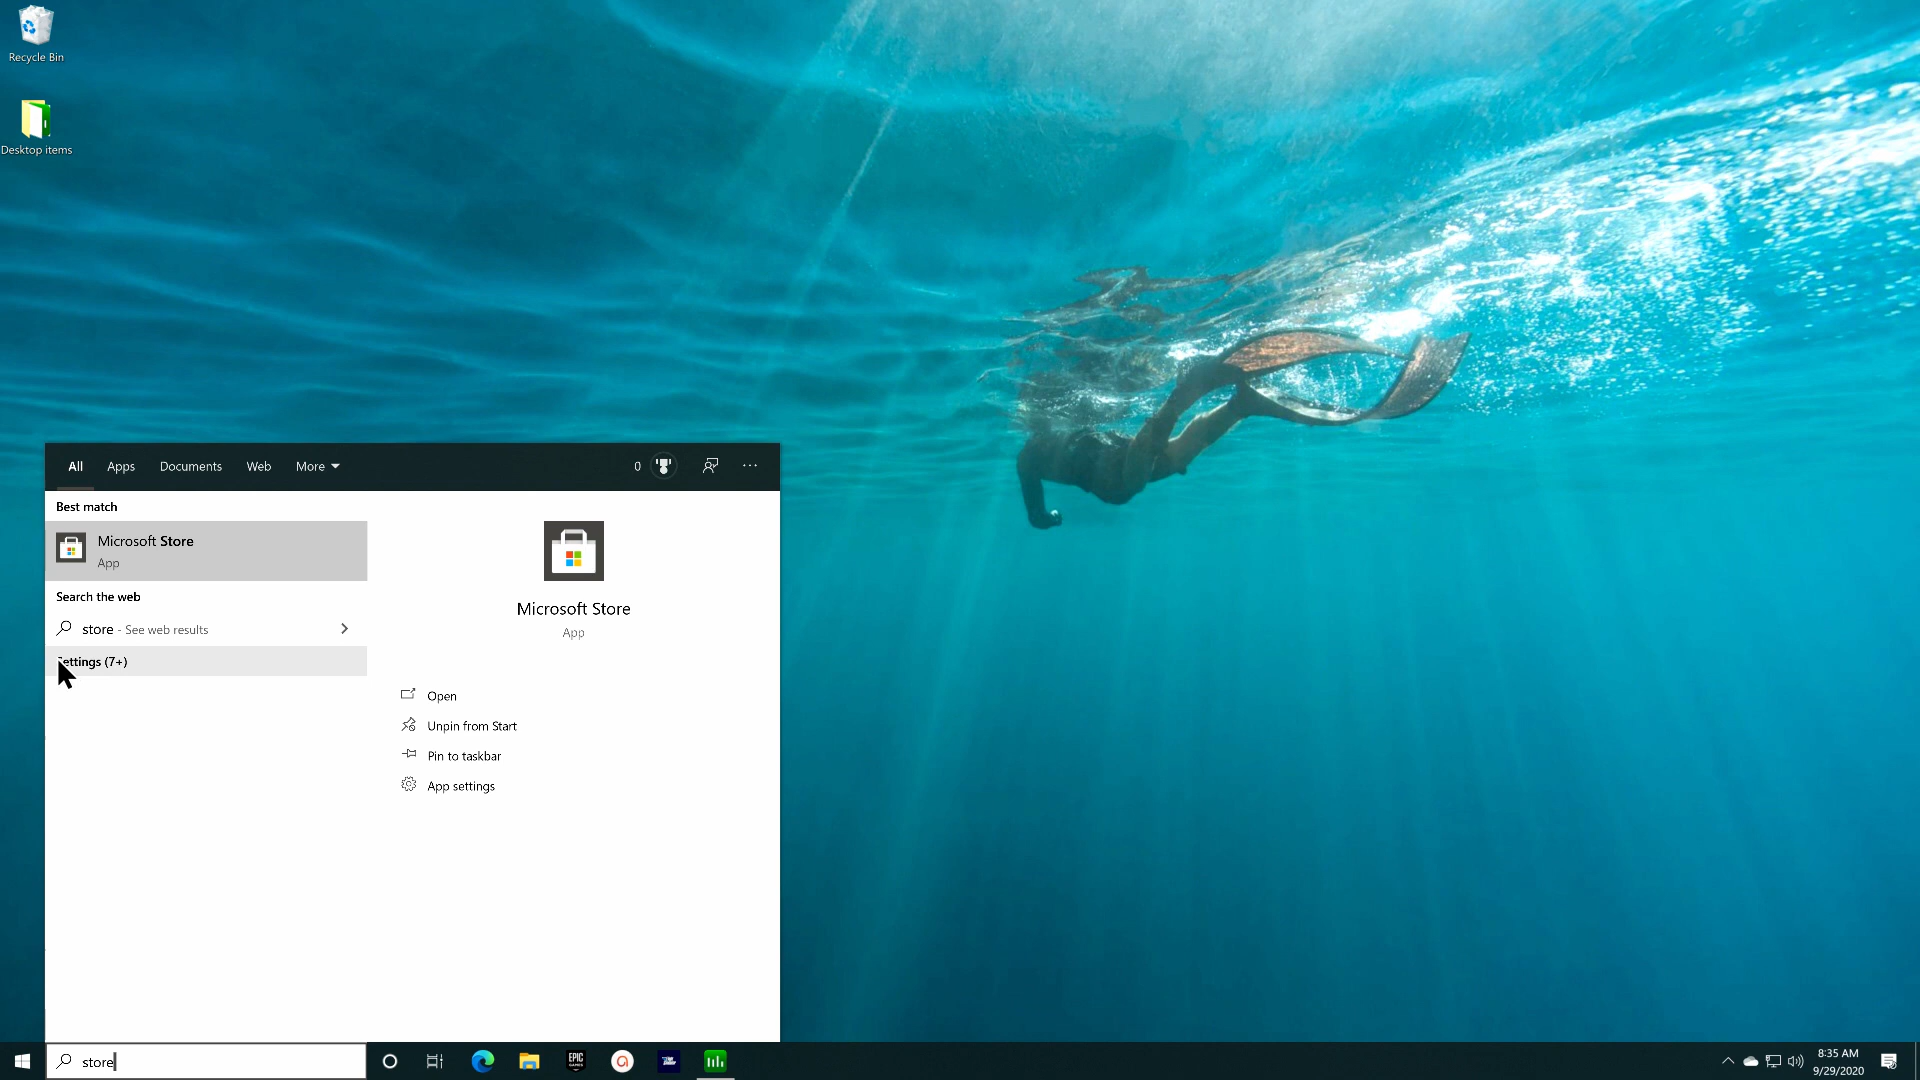 Recycle Bin
Desktop items
All Apps Documents Web More 0
Best match
Microsoft Store
App
Search the web
store - See web results
ettings (7+)
Microsoft Store
App
Open
Unpin from Start
Pin to taskbar
App settings
store
EPIC
GAMES
8:35 AM
9/29/2020